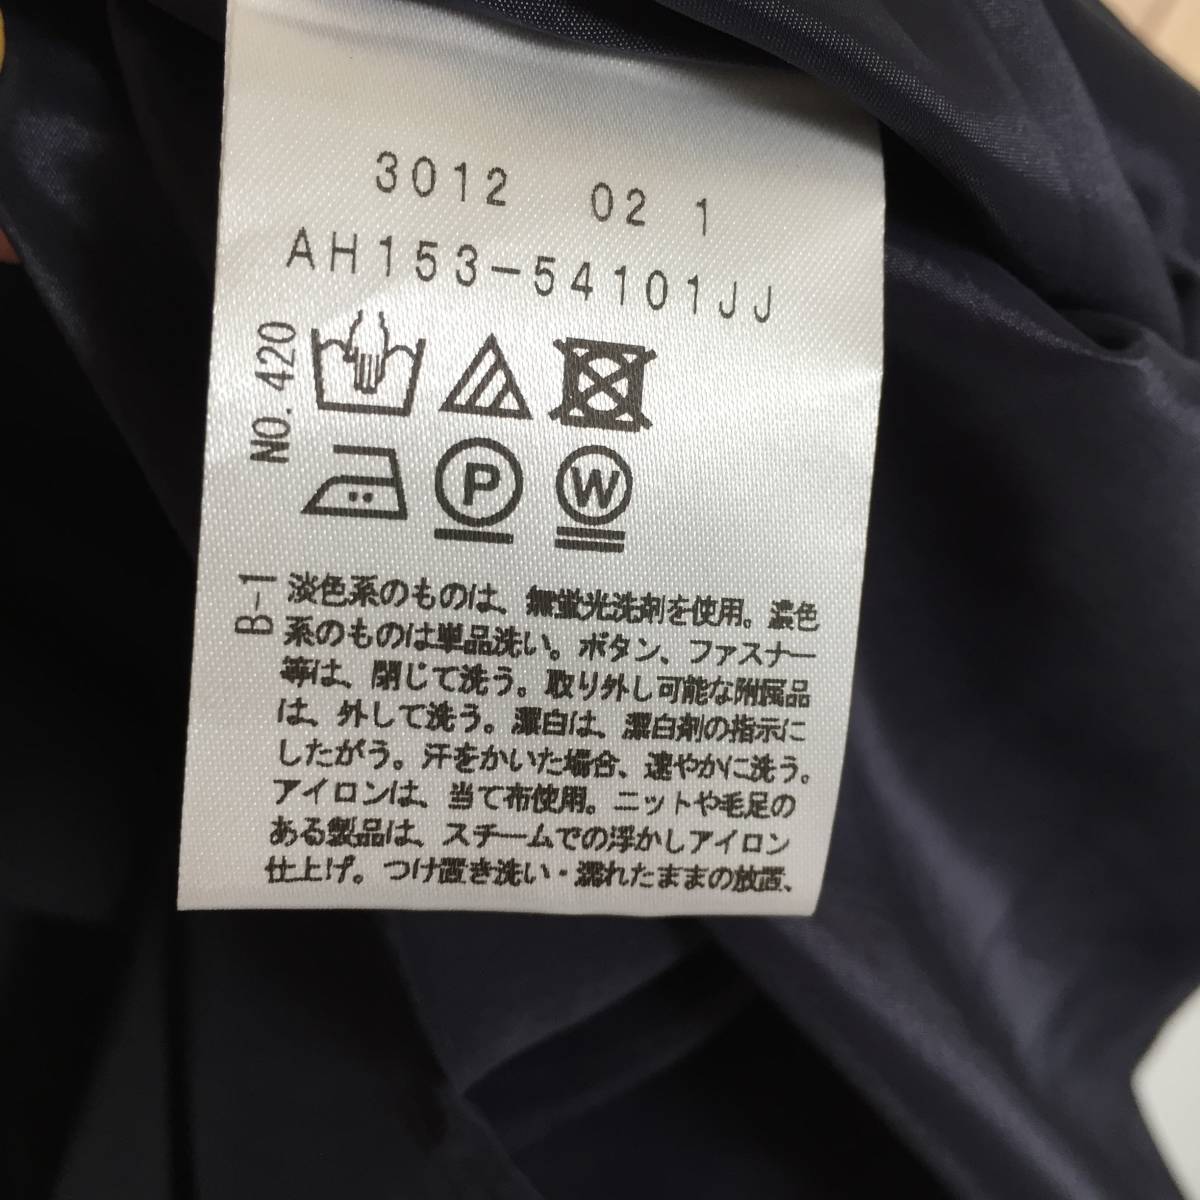 3012 02 1
AH153-54101JJ
NO. 420
P W
B-1
淡色系のものは、無蛍光洗剤を使用。濃色
系のものは単品洗い。ボタン、ファスナー
等は、閉じて洗う。取り外し可能な附属品
は、外して洗う。漂白は、漂白剤の指示に
したがう。汗をかいた場合、速やかに洗う。
アイロンは、当て布使用。ニットや毛足の
ある製品は、スチームでの浮かしアイロン
仕上げ。つけ置き洗い・濡れたままの放置、